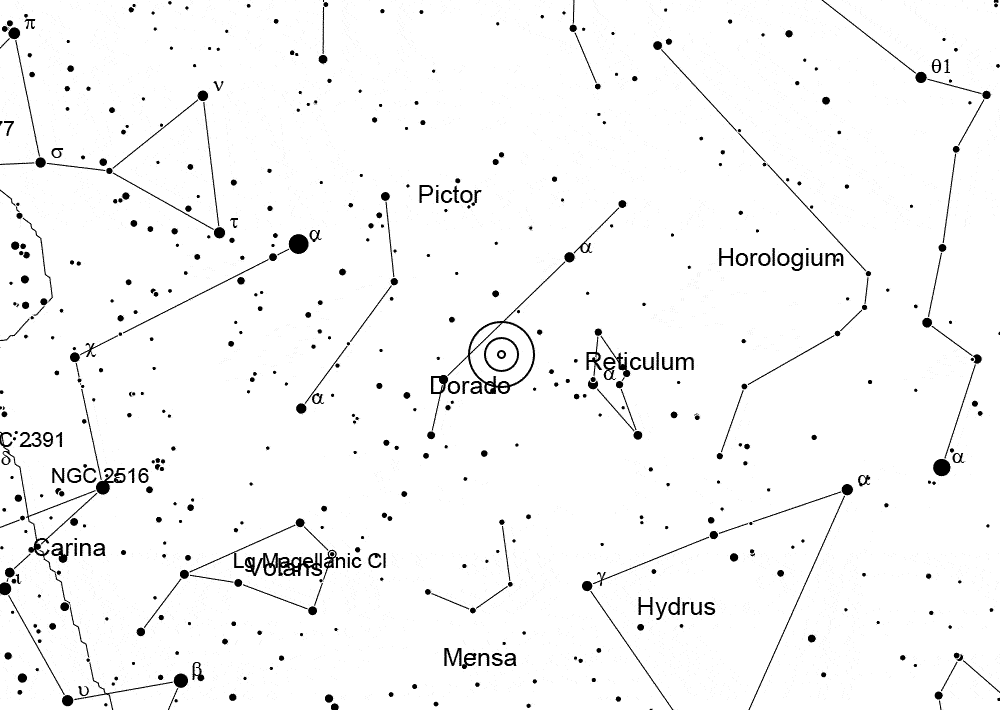 π
θ1
ν
77
σ
Pictor
τ
α
α
Horologium
χ
Reticulum
α
Dorado
α
C 2391
δ
α
NGC 2516
α
Carina
Lg Magellanic Cl
Volans
ι
γ
Hydrus
Mensa
β
υ